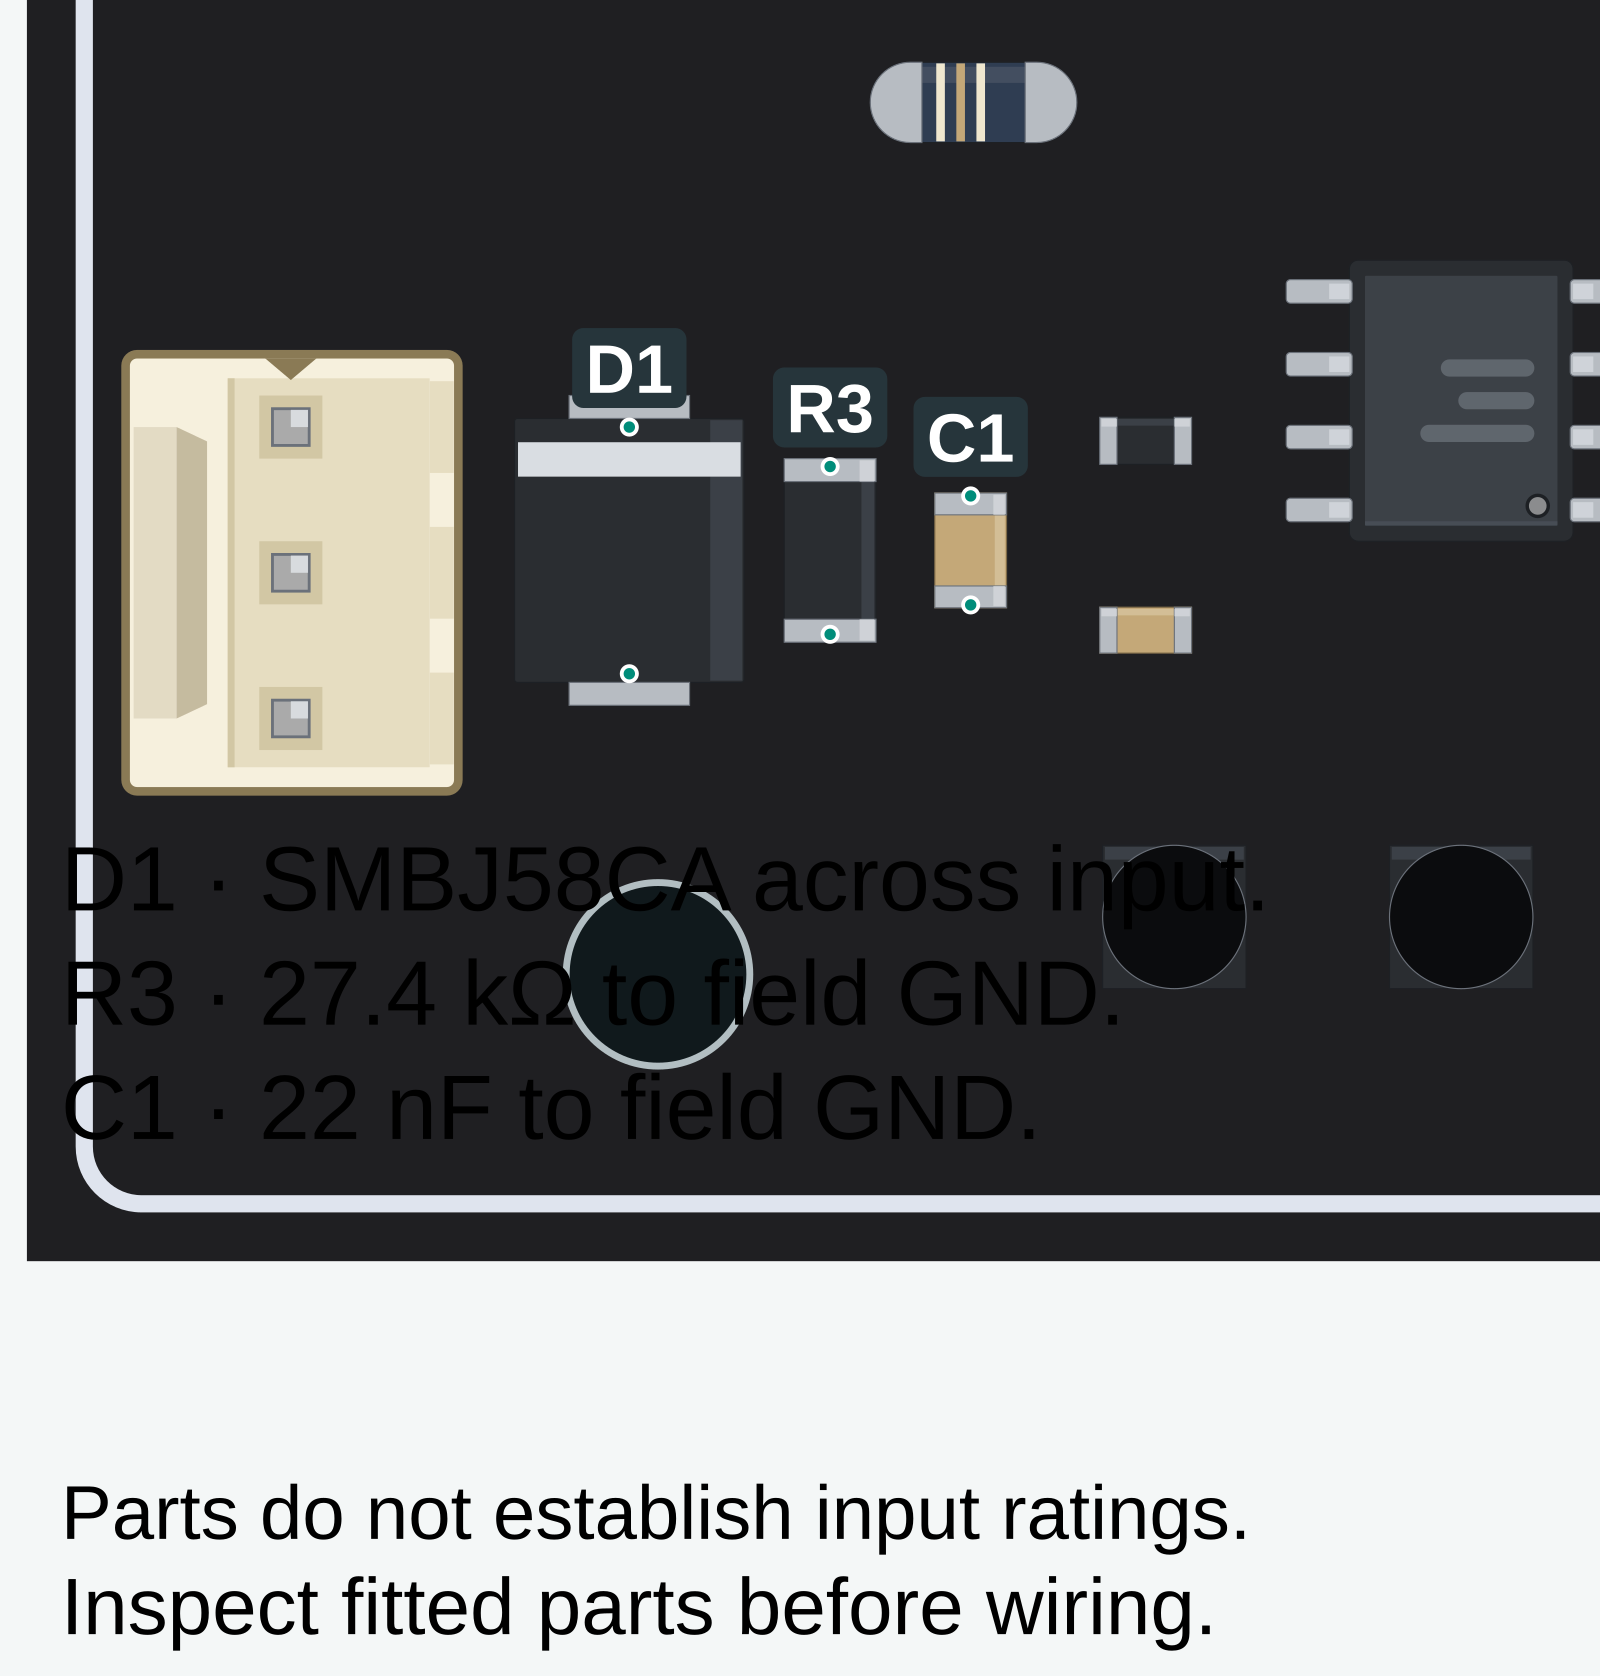 D1
R3
C1
D1 · SMBJ58CA across input.
R3 · 27.4 kΩ to field GND.
C1 · 22 nF to field GND.
Parts do not establish input ratings.
Inspect fitted parts before wiring.